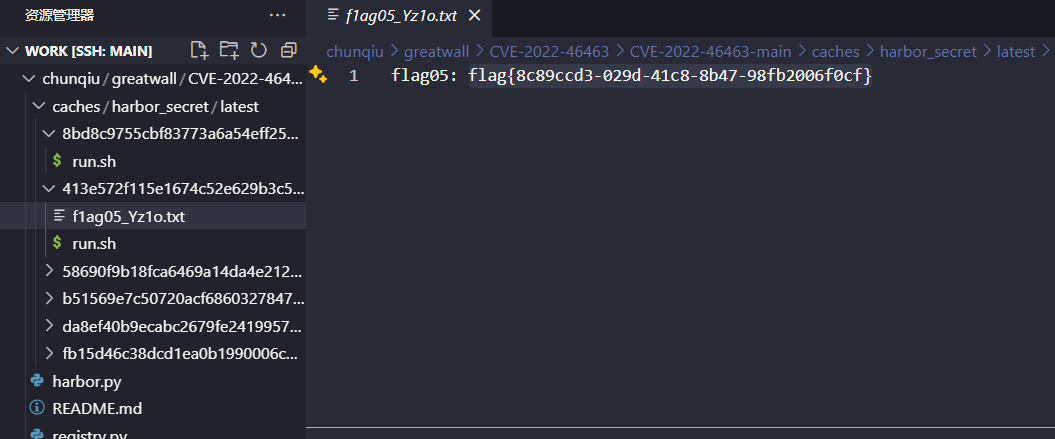 资源管理器 ···
WORK [SSH: MAIN]
chunqiu / greatwall / CVE-2022-464...
caches / harbor_secret / latest
8bd8c9755cbf83773a6a54eff25...
$ run.sh
413e572f115e1674c52e629b3c5...
f1ag05_Yz1o.txt
$ run.sh
58690f9b18fca6469a14da4e212...
b51569e7c50720acf6860327847...
da8ef40b9ecabc2679fe2419957...
fb15d46c38dcd1ea0b1990006c...
harbor.py
README.md
registry.py
f1ag05_Yz1o.txt
chunqiu > greatwall > CVE-2022-46463 > CVE-2022-46463-main > caches > harbor_secret > latest >
1 flag05: flag{8c89ccd3-029d-41c8-8b47-98fb2006f0cf}